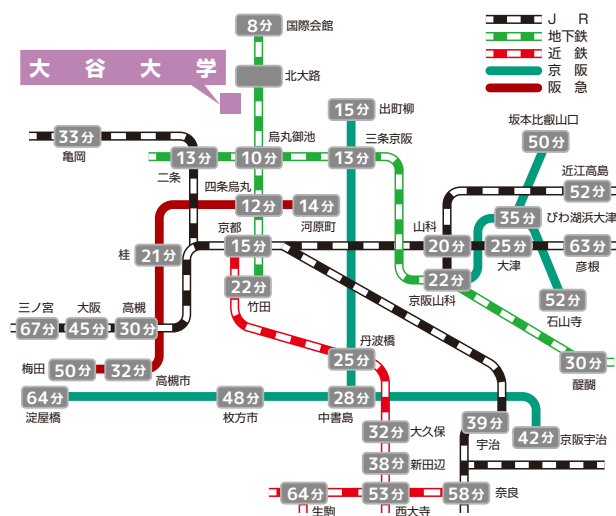 8分
国際会館
大谷大学
北大路
J R
地下鉄
近鉄
京阪
阪急
15分
出町柳
坂本比叡山口
50分
33分
亀岡
烏丸御池
三条京阪
13分
10分
13分
二条
近江高島
52分
四条烏丸
12分
14分
河原町
35分
びわ湖浜大津
京都
15分
山科
20分
25分
大津
63分
彦根
桂
21分
22分
竹田
22分
京阪山科
52分
石山寺
三ノ宮
67分
大阪
45分
高槻
30分
丹波橋
25分
30分
醍醐
梅田
50分
32分
高槻市
64分
淀屋橋
48分
枚方市
28分
中書島
39分
宇治
42分
京阪宇治
32分
大久保
38分
新田辺
64分
生駒
53分
西大寺
58分
奈良